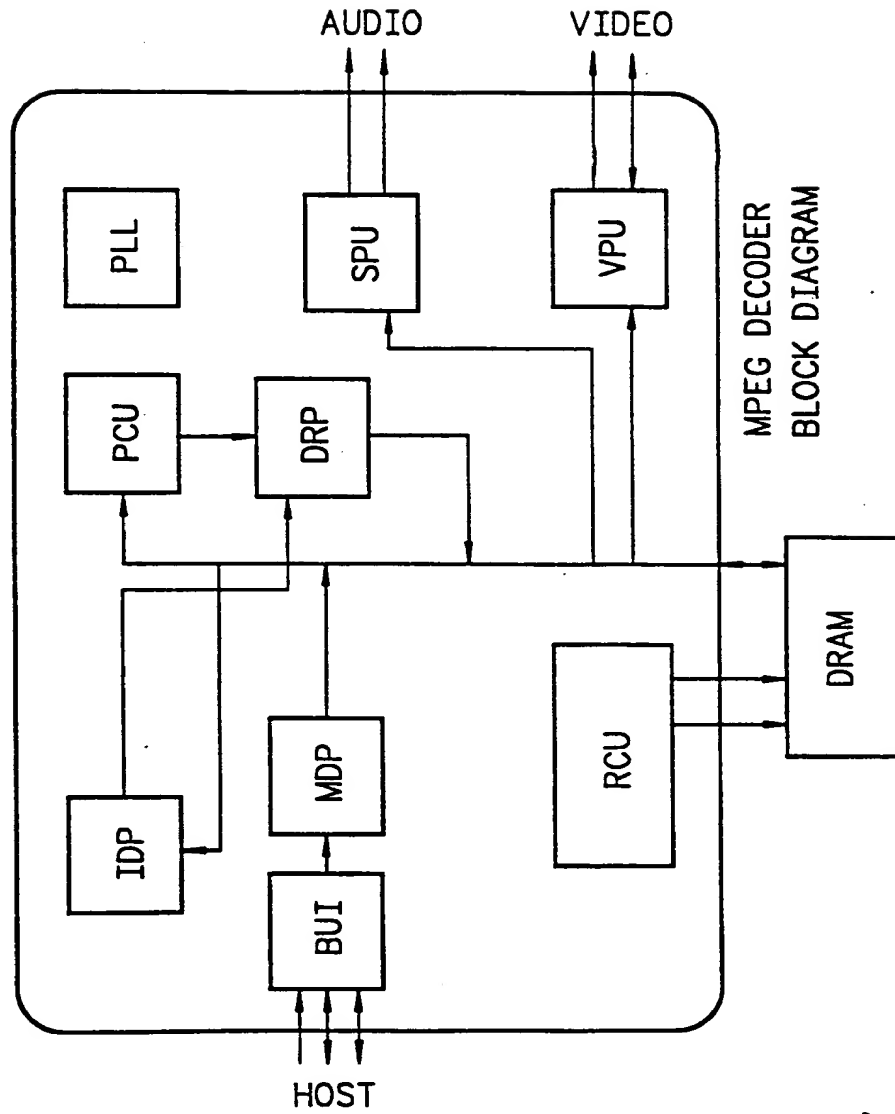 AUDIO
VIDEO
PLL
SPU
VPU
PCU
DRP
IDP
MDP
BUI
RCU
DRAM
HOST
MPEG DECODER
BLOCK DIAGRAM